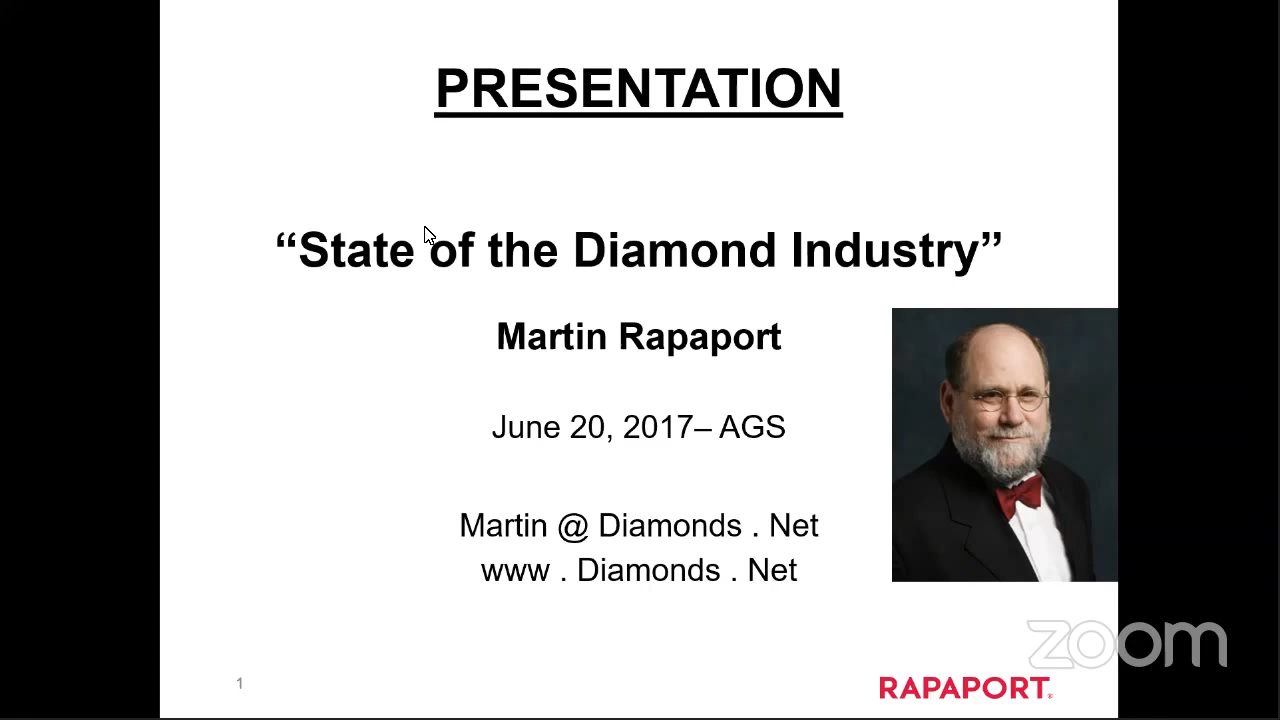 PRESENTATION
“State of the Diamond Industry”
Martin Rapaport
June 20, 2017– AGS
Martin @ Diamonds . Net
www . Diamonds . Net
zoom
1
RAPAPORT®